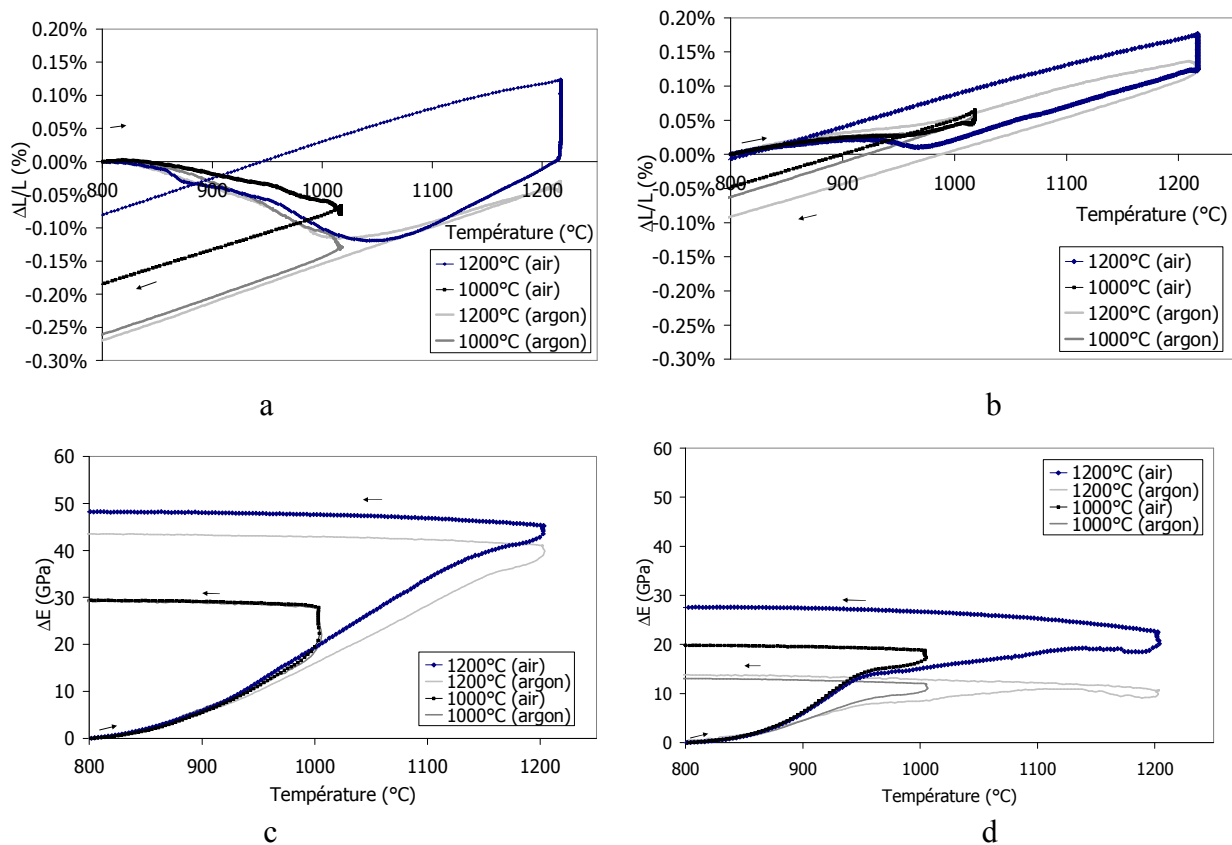 0.20%
0.15%
0.10%
0.05%
0.00%
-0.05%
-0.10%
-0.15%
-0.20%
-0.25%
-0.30%
ΔL/L (%)
800
900
1000
1100
1200
Température (°C)
1200°C (air)
1000°C (air)
1200°C (argon)
1000°C (argon)
a
0.20%
0.15%
0.10%
0.05%
0.00%
-0.05%
-0.10%
-0.15%
-0.20%
-0.25%
-0.30%
ΔL/L (%)
800
900
1000
1100
1200
Température (°C)
1200°C (air)
1000°C (air)
1200°C (argon)
1000°C (argon)
b
60
50
40
30
20
10
0
ΔE (GPa)
1200°C (air)
1200°C (argon)
1000°C (air)
1000°C (argon)
800
900
1000
1100
1200
Température (°C)
c
60
50
40
30
20
10
0
ΔE (GPa)
1200°C (air)
1200°C (argon)
1000°C (air)
1000°C (argon)
800
900
1000
1100
1200
Température (°C)
d